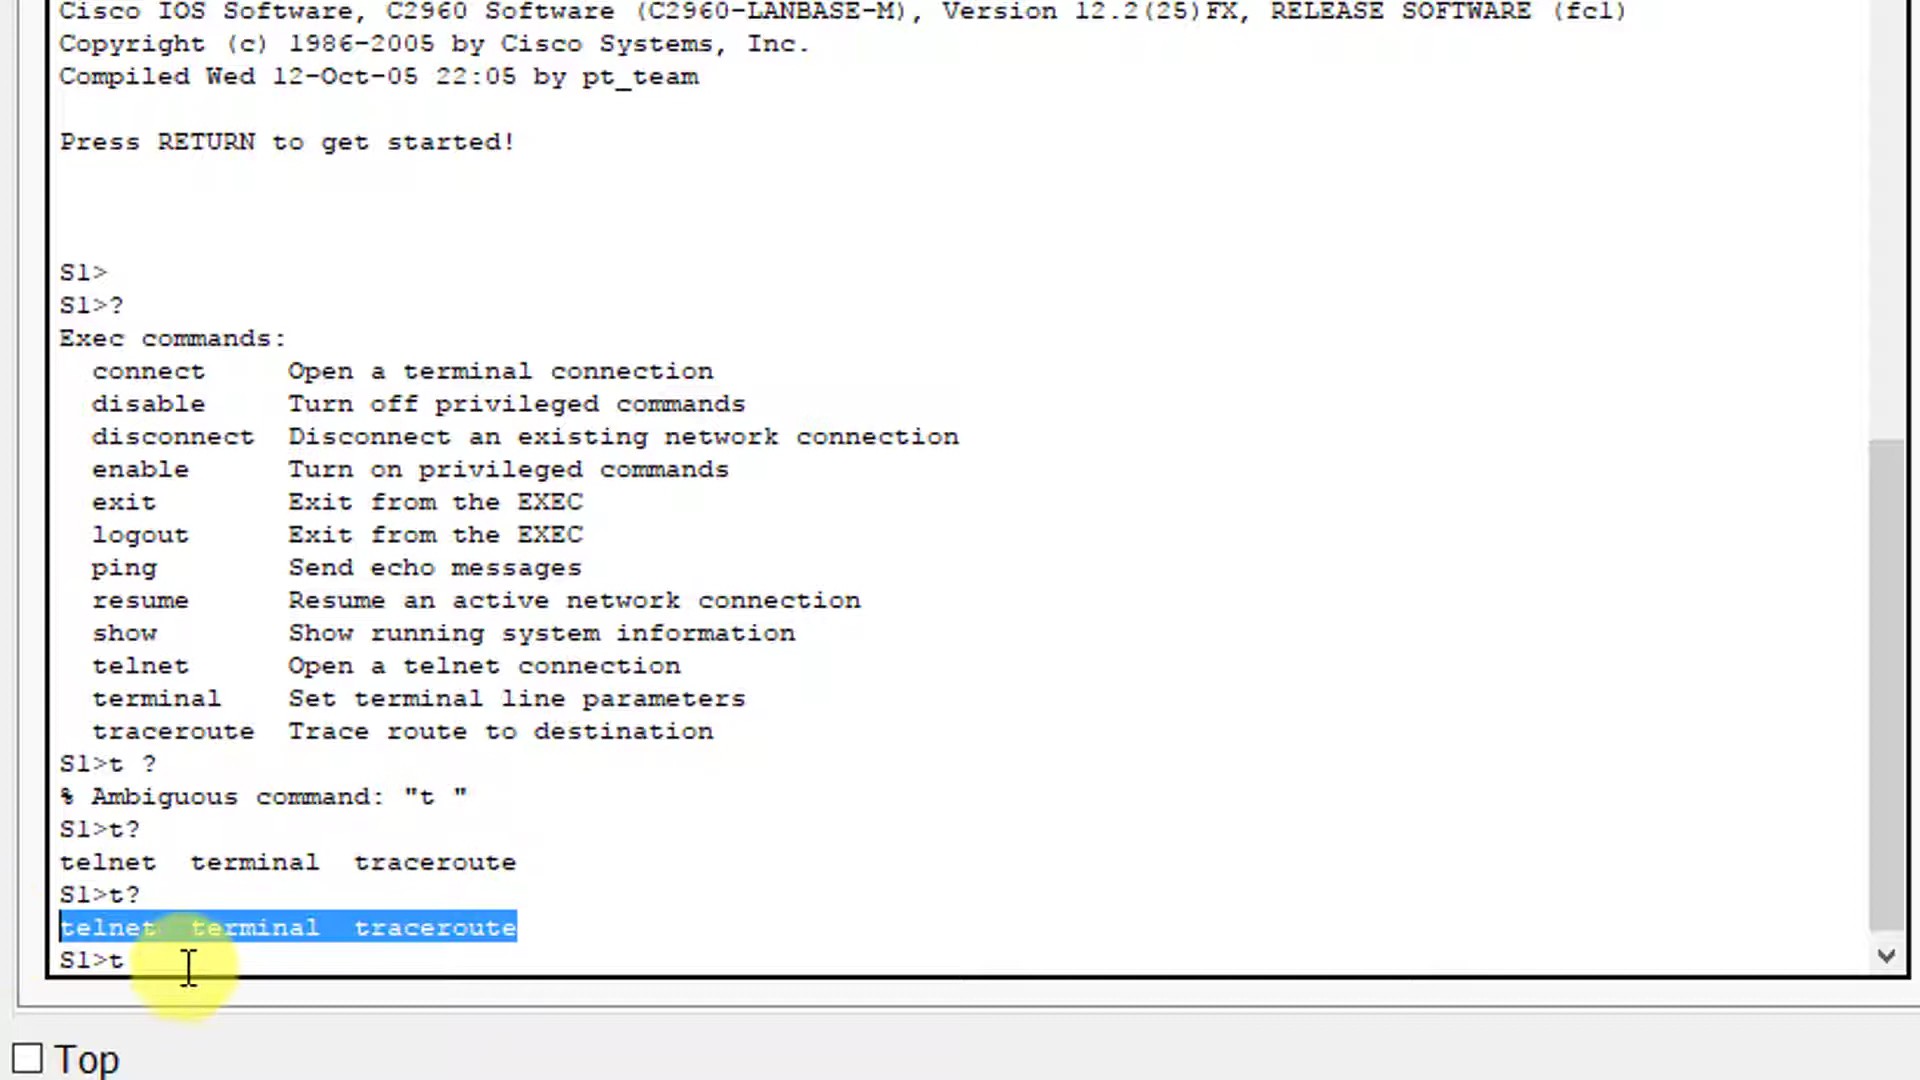 Cisco IOS Software, C2960 Software (C2960-LANBASE-M), Version 12.2(25)FX, RELEASE SOFTWARE (fc1)
Copyright (c) 1986-2005 by Cisco Systems, Inc.
Compiled Wed 12-Oct-05 22:05 by pt_team
Press RETURN to get started!
S1>
S1>?
Exec commands:
connect Open a terminal connection
disable Turn off privileged commands
disconnect Disconnect an existing network connection
enable Turn on privileged commands
exit Exit from the EXEC
logout Exit from the EXEC
ping Send echo messages
resume Resume an active network connection
show Show running system information
telnet Open a telnet connection
terminal Set terminal line parameters
traceroute Trace route to destination
S1>t ?
% Ambiguous command: "t "
S1>t?
telnet terminal traceroute
S1>t?
telnet terminal traceroute
S1>t
Top